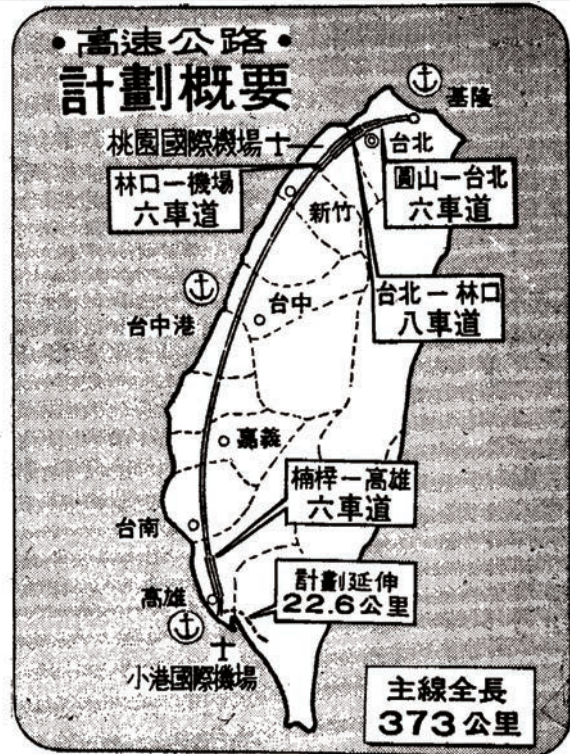 •高速公路•
計劃概要
基隆
桃園國際機場
台北
林口一機場
六車道
圓山一台北
六車道
新竹
台北一林口
八車道
台中
台中港
嘉義
楠梓一高雄
六車道
台南
計劃延伸
22.6公里
高雄
小港國際機場
主線全長
373公里